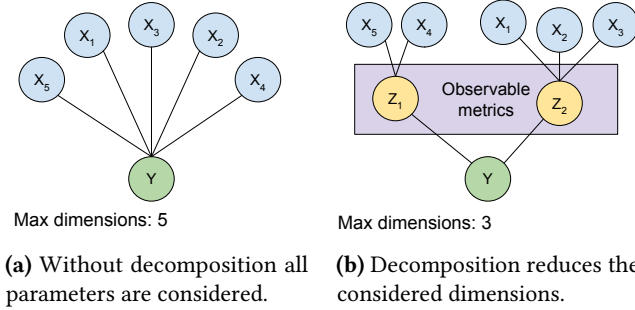 X3
X1
X2
X5
X4
Y
Max dimensions: 5
(a) Without decomposition all
parameters are considered.
X5
X4
X1
X2
X3
Observable
metrics
Z1
Z2
Y
Max dimensions: 3
(b) Decomposition reduces the
considered dimensions.